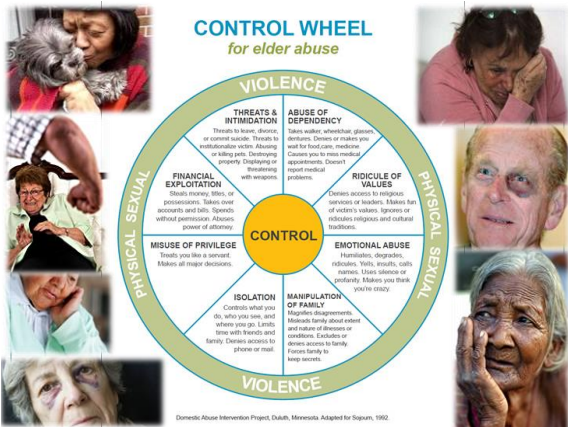 CONTROL WHEEL
for elder abuse
VIOLENCE
PHYSICAL SEXUAL
THREATS &
INTIMIDATION
Threats to leave, divorce,
or commit suicide. Threats to
institutionalize victim. Abusing
or killing pets. Destroying
property. Displaying or
threatening
with weapons.
ABUSE OF
DEPENDENCY
Takes walker, wheelchair, glasses,
dentures. Denies or makes you
wait for food,care, medicine.
Causes you to miss medical
appointments. Doesn't
report medical
problems.
FINANCIAL
EXPLOITATION
Steals money, titles, or
possessions. Takes over
accounts and bills. Spends
without permission. Abuses
power of attorney.
RIDICULE OF
VALUES
Denies access to religious
services or leaders. Makes fun
of victim's values. Ignores or
ridicules religious and cultural
traditions.
CONTROL
MISUSE OF PRIVILEGE
Treats you like a servant.
Makes all major decisions.
EMOTIONAL ABUSE
Humiliates, degrades,
ridicules. Yells, insults, calls
names. Uses silence or
profanity. Makes you think
you're crazy.
ISOLATION
Controls what you
do, who you see, and
where you go. Limits
time with friends and
family. Denies access to
phone or mail.
MANIPULATION
OF FAMILY
Magnifies disagreements.
Misleads family about extent
and nature of illnesses or
conditions. Excludes or
denies access to family.
Forces family to
keep secrets.
PHYSICAL SEXUAL
VIOLENCE
Domestic Abuse Intervention Project, Duluth, Minnesota. Adapted for Sojourn, 1992.